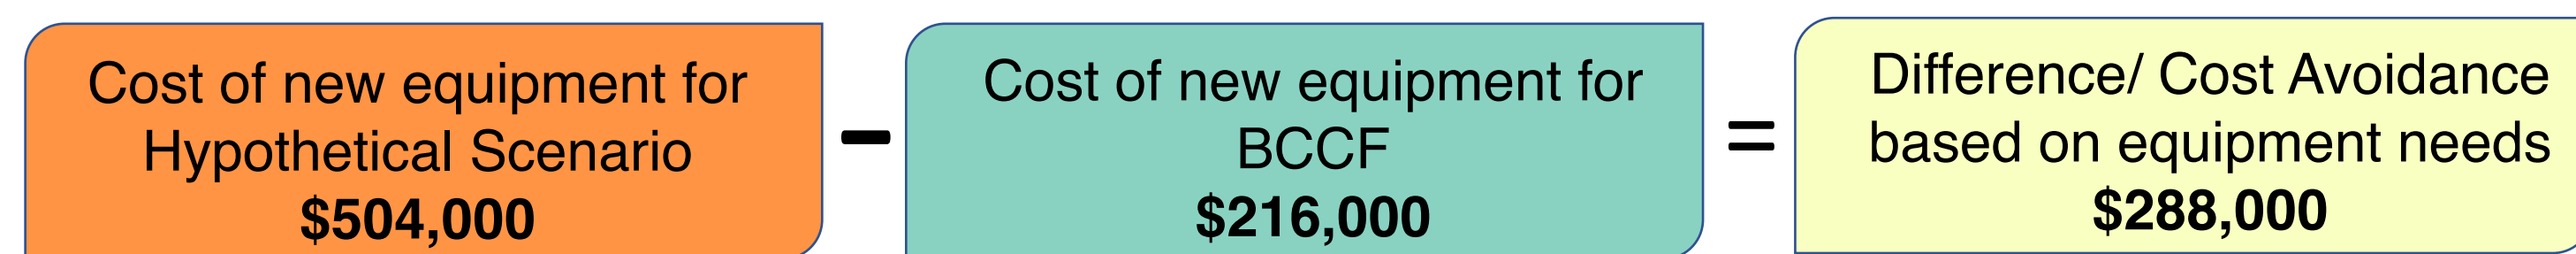 Cost of new equipment for
Hypothetical Scenario
$504,000
-
Cost of new equipment for
BCCF
$216,000
=
Difference/ Cost Avoidance
based on equipment needs
$288,000